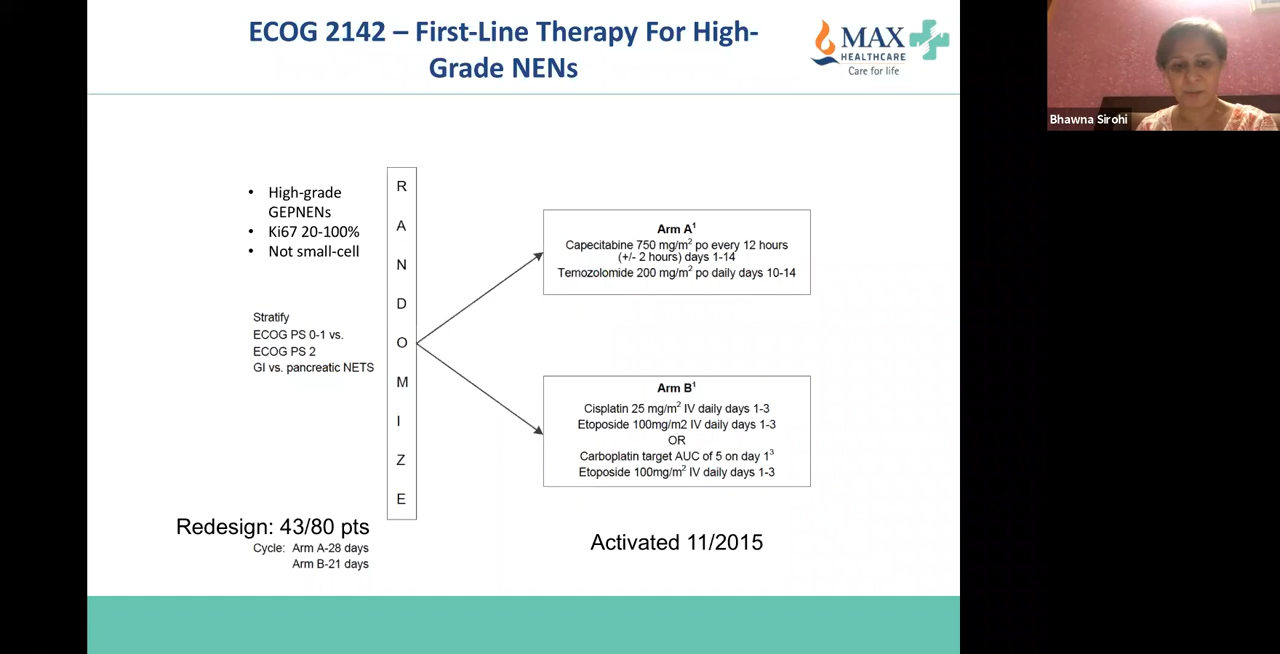 ECOG 2142 – First-Line Therapy For High-
Grade NENs
MAX
HEALTHCARE
Care for life
Bhawna Sirohi
• High-grade
GEPNENs
• Ki67 20-100%
• Not small-cell
Stratify
ECOG PS 0-1 vs.
ECOG PS 2
GI vs. pancreatic NETS
R
A
N
D
O
M
I
Z
E
Arm A¹
Capecitabine 750 mg/m² po every 12 hours
(+/- 2 hours) days 1-14
Temozolomide 200 mg/m² po daily days 10-14
Arm B¹
Cisplatin 25 mg/m² IV daily days 1-3
Etoposide 100mg/m2 IV daily days 1-3
OR
Carboplatin target AUC of 5 on day 1³
Etoposide 100mg/m² IV daily days 1-3
Redesign: 43/80 pts
Cycle: Arm A-28 days
Arm B-21 days
Activated 11/2015